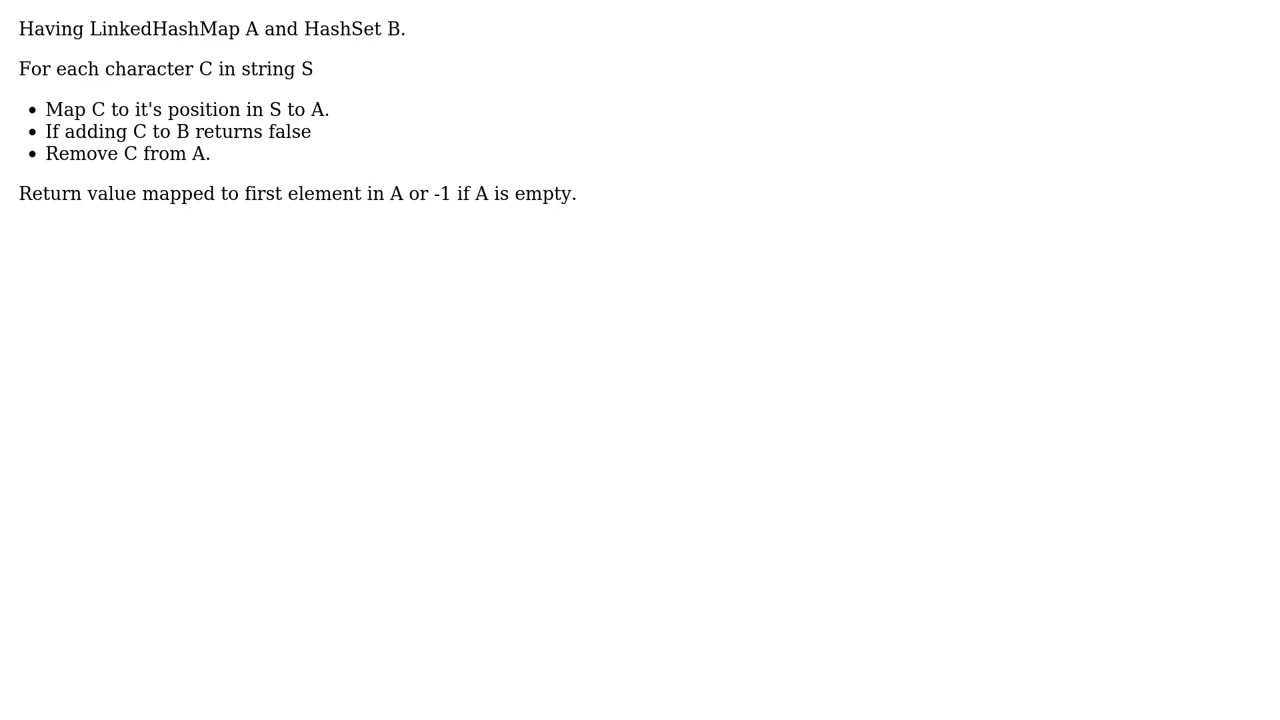 Having LinkedHashMap A and HashSet B.
For each character C in string S
• Map C to it's position in S to A.
• If adding C to B returns false
• Remove C from A.
Return value mapped to first element in A or -1 if A is empty.